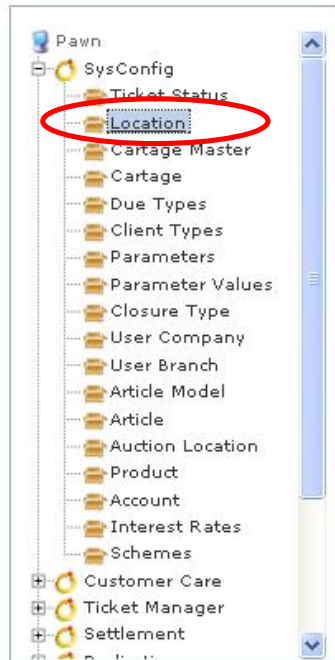 Pawn
SysConfig
Ticket Status
Location
Cartage Master
Cartage
Due Types
Client Types
Parameters
Parameter Values
Closure Type
User Company
User Branch
Article Model
Article
Auction Location
Product
Account
Interest Rates
Schemes
Customer Care
Ticket Manager
Settlement